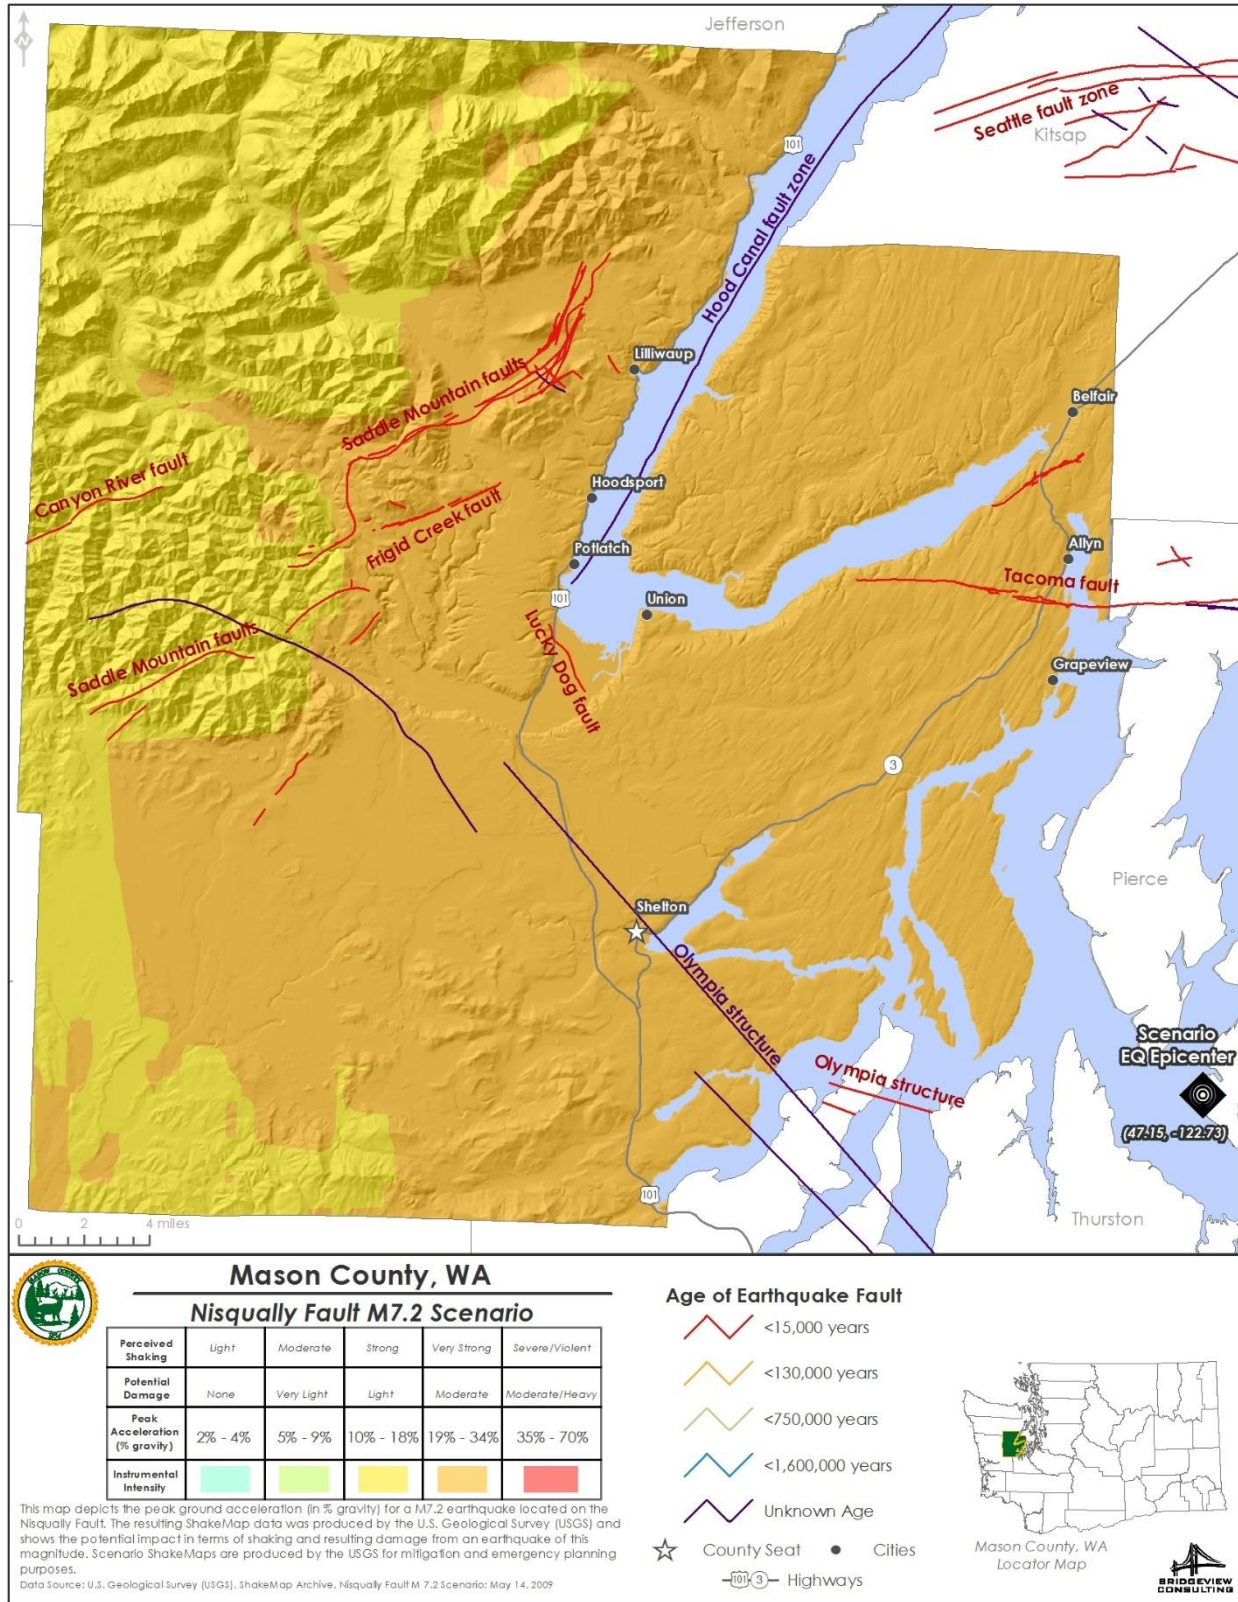 Jefferson
N
101
Seattle fault zone
Kitsap
Hood Canal fault zone
Lilliwaup
Saddle Mountain faults
Belfair
Canyon River fault
Hoodsport
Frigid Creek fault
Potlatch
Allyn
Tacoma fault
101
Union
Lucky Dog fault
Saddle Mountain faults
Grapeview
3
Pierce
Shelton
Olympia structure
Scenario
EQ Epicenter
Olympia structure
(47.15, -122.73)
101
Thurston
0 2 4 miles
Mason County, WA
Nisqually Fault M7.2 Scenario
MASON COUNTY
1854
Perceived Shaking Light Moderate Strong Very Strong Severe/Violent
Potential Damage None Very Light Light Moderate Moderate/Heavy
Peak Acceleration (% gravity) 2% - 4% 5% - 9% 10% - 18% 19% - 34% 35% - 70%
Instrumental Intensity
This map depicts the peak ground acceleration (in % gravity) for a M7.2 earthquake located on the
Nisqually Fault. The resulting ShakeMap data was produced by the U.S. Geological Survey (USGS) and
shows the potential impact in terms of shaking and resulting damage from an earthquake of this
magnitude. Scenario ShakeMaps are produced by the USGS for mitigation and emergency planning
purposes.
Data Source: U.S. Geological Survey (USGS), ShakeMap Archive, Nisqually Fault M 7.2 Scenario; May 14, 2009
Age of Earthquake Fault
<15,000 years
<130,000 years
<750,000 years
<1,600,000 years
Unknown Age
County Seat Cities
101 3 Highways
Mason County, WA
Locator Map
BRIDGEVIEW
CONSULTING